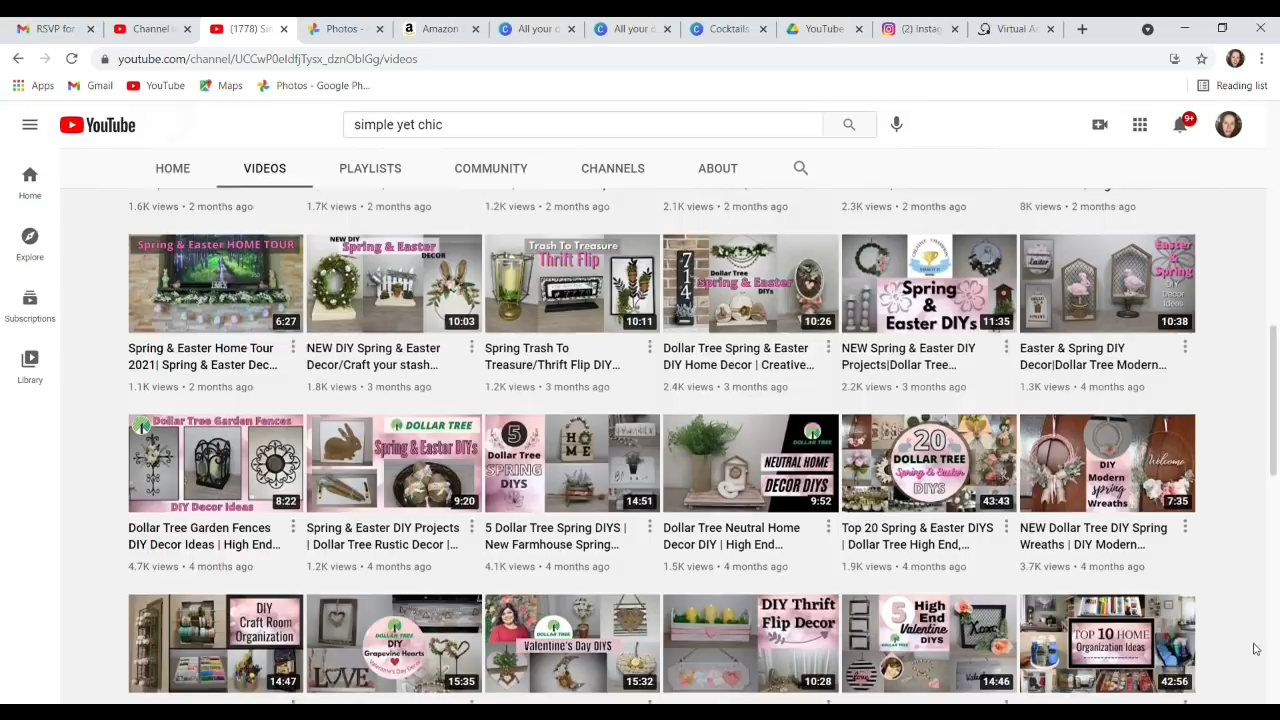 RSVP for
Channel
(1778) Sim
Photos -
Amazon
All your d
All your d
Cocktails
YouTube
(2) Instag
Virtual As
youtube.com/channel/UCCwP0eIdfjTysx_dznOblGg/videos
Apps
Gmail
YouTube
Maps
Photos - Google Ph...
Reading list
YouTube
simple yet chic
9+
HOME
VIDEOS
PLAYLISTS
COMMUNITY
CHANNELS
ABOUT
Home
Explore
Subscriptions
Library
1.6K views • 2 months ago
1.7K views • 2 months ago
1.2K views • 2 months ago
2.1K views • 2 months ago
2.3K views • 2 months ago
8K views • 2 months ago
Spring & Easter HOME TOUR
6:27
NEW DIY
Spring & Easter
DECOR
10:03
Trash To Treasure
Thrift Flip
10:11
714
Dollar Tree
Spring & Easter
DIYs
10:26
Spring
&
Easter DIYs
11:35
Easter
Easter
&
Spring
DIY
Decor
Ideas
10:38
Spring & Easter Home Tour
2021| Spring & Easter Dec...
NEW DIY Spring & Easter
Decor/Craft your stash...
Spring Trash To
Treasure/Thrift Flip DIY...
Dollar Tree Spring & Easter
DIY Home Decor | Creative...
NEW Spring & Easter DIY
Projects|Dollar Tree...
Easter & Spring DIY
Decor|Dollar Tree Modern...
1.1K views • 2 months ago
1.8K views • 3 months ago
1.2K views • 3 months ago
2.4K views • 3 months ago
2.2K views • 3 months ago
1.3K views • 4 months ago
Dollar Tree Garden Fences
DIY Decor Ideas
8:22
DOLLAR TREE
Spring & Easter DIYs
9:20
5
Dollar Tree
SPRING
DIYS
HO
ME
14:51
DOLLAR TREE
NEUTRAL HOME
DECOR DIYS
9:52
20
DOLLAR TREE
Spring & Easter
DIYS
43:43
DIY
Modern
spring
Wreaths
Welcome
7:35
Dollar Tree Garden Fences
DIY Decor Ideas | High End...
Spring & Easter DIY Projects
| Dollar Tree Rustic Decor |...
5 Dollar Tree Spring DIYS |
New Farmhouse Spring...
Dollar Tree Neutral Home
Decor DIY | High End...
Top 20 Spring & Easter DIYS
| Dollar Tree High End,...
NEW Dollar Tree DIY Spring
Wreaths | DIY Modern...
4.7K views • 4 months ago
1.2K views • 4 months ago
4.1K views • 4 months ago
1.5K views • 4 months ago
1.9K views • 4 months ago
3.7K views • 4 months ago
DIY
Craft Room
Organization
14:47
DOLLAR TREE
DIY
Grapevine Hearts
LOVE
15:35
DOLLAR TREE
Valentine's Day DIYS
15:32
DIY Thrift
Flip Decor
10:28
5
High
End
Valentine
DIYS
DOLLAR TREE
XOXO
14:46
TOP 10 HOME
Organization Ideas
42:56